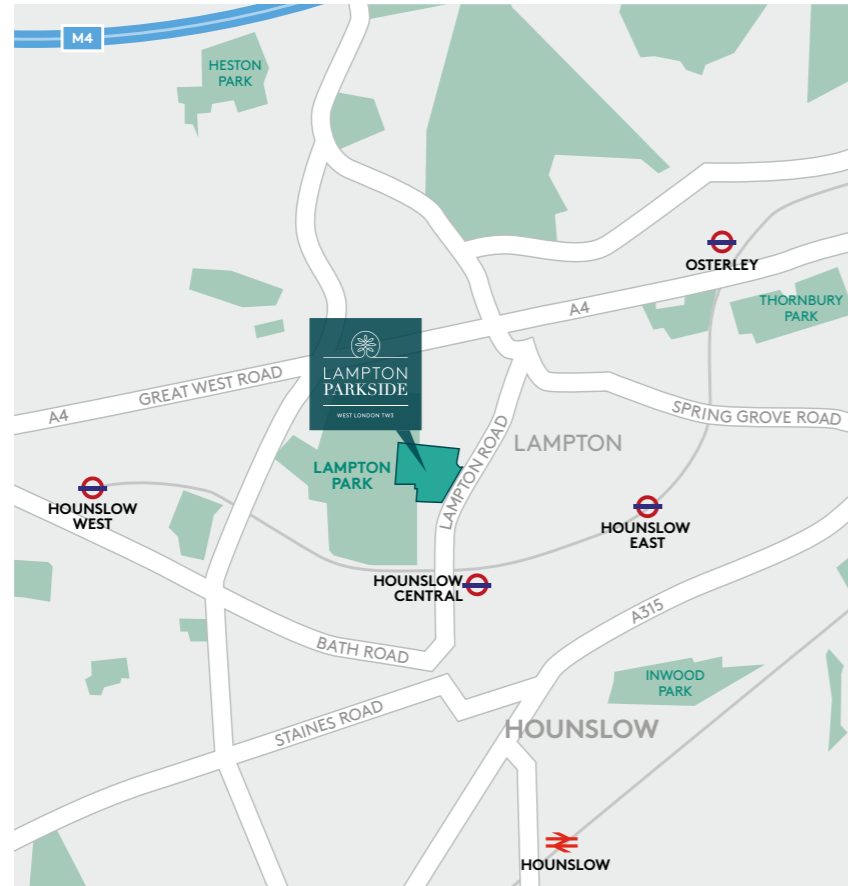 M4
HESTON
PARK
OSTERLEY
THORNBURY
PARK
A4
LAMPTON
PARKSIDE
WEST LONDON TW3
GREAT WEST ROAD
A4
SPRING GROVE ROAD
LAMPTON
LAMPTON ROAD
LAMPTON
PARK
HOUNSLOW
WEST
HOUNSLOW
EAST
HOUNSLOW
CENTRAL
A315
BATH ROAD
INWOOD
PARK
STAINES ROAD
HOUNSLOW
HOUNSLOW